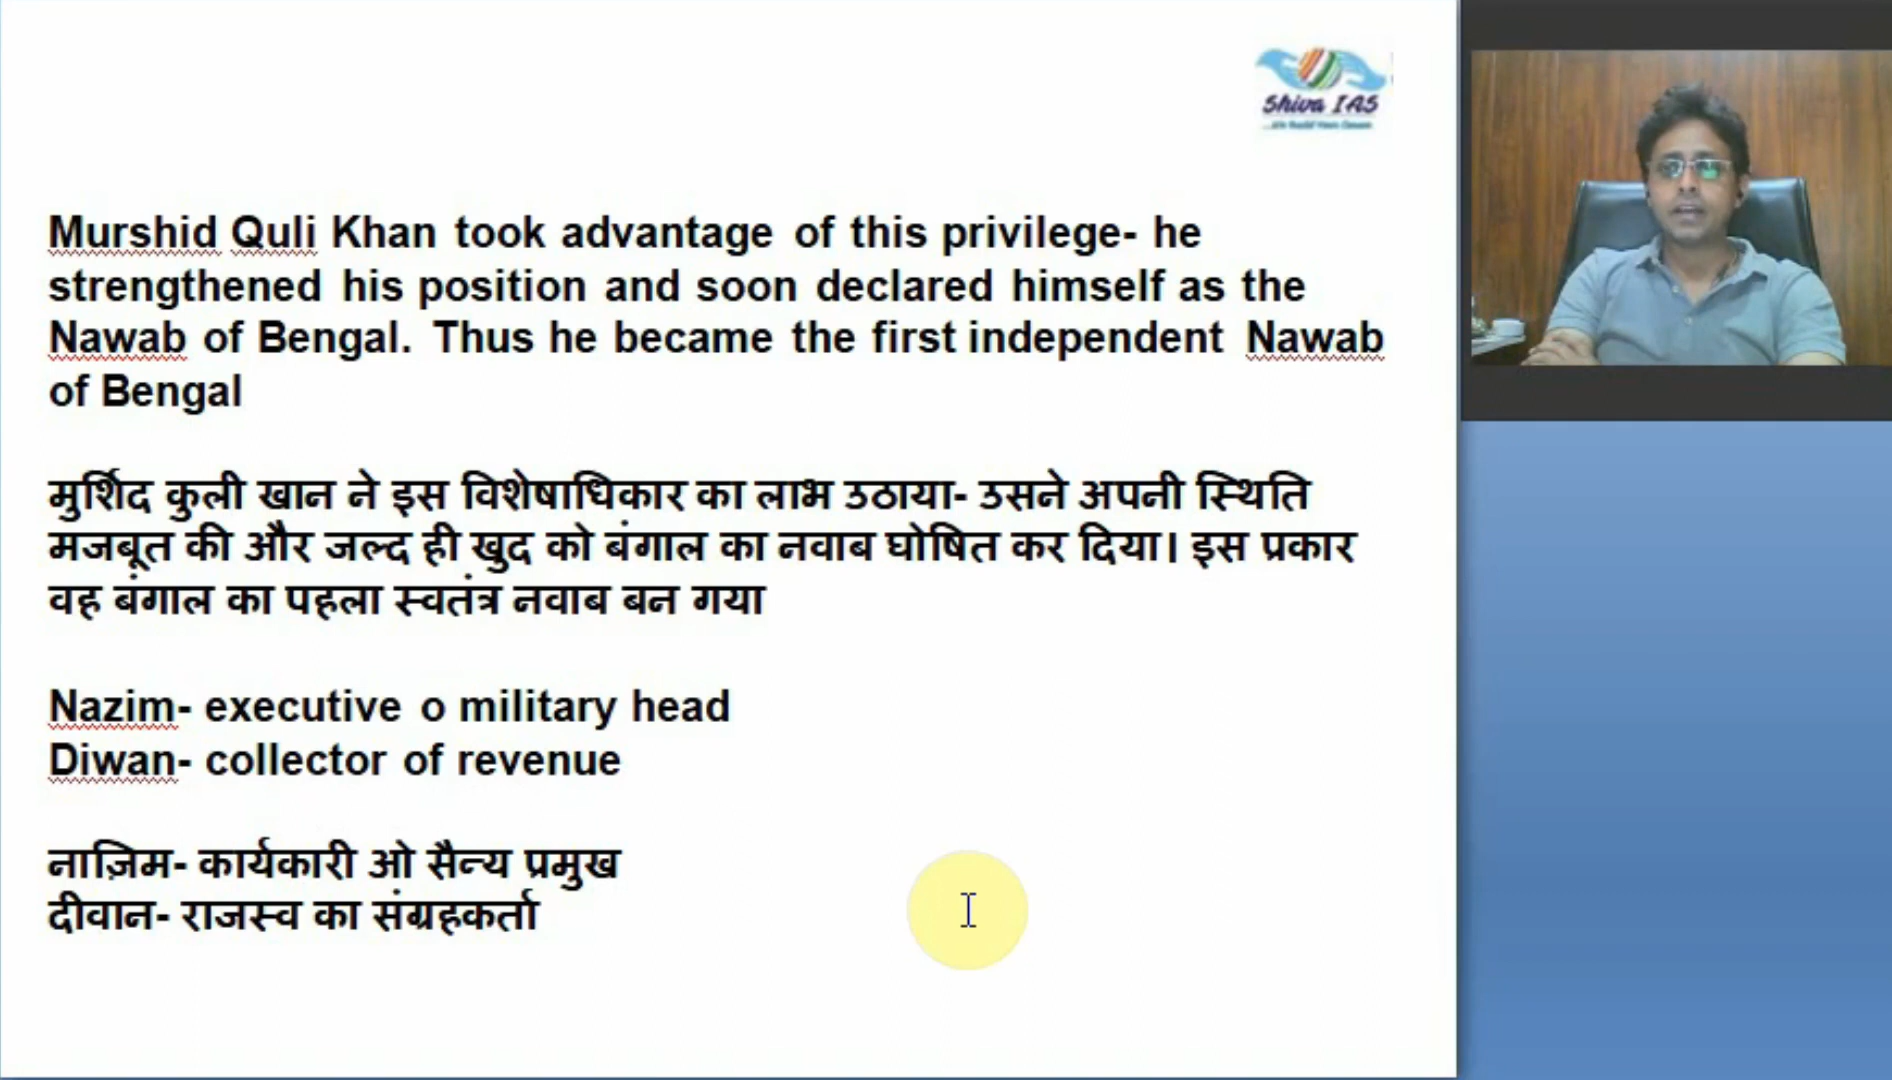 Shiva IAS
Murshid Quli Khan took advantage of this privilege- he
strengthened his position and soon declared himself as the
Nawab of Bengal. Thus he became the first independent Nawab
of Bengal
मुर्शिद कुली खान ने इस विशेषाधिकार का लाभ उठाया- उसने अपनी स्थिति
मजबूत की और जल्द ही खुद को बंगाल का नवाब घोषित कर दिया। इस प्रकार
वह बंगाल का पहला स्वतंत्र नवाब बन गया
Nazim- executive o military head
Diwan- collector of revenue
नाज़िम- कार्यकारी ओ सैन्य प्रमुख
दीवान- राजस्व का संग्रहकर्ता